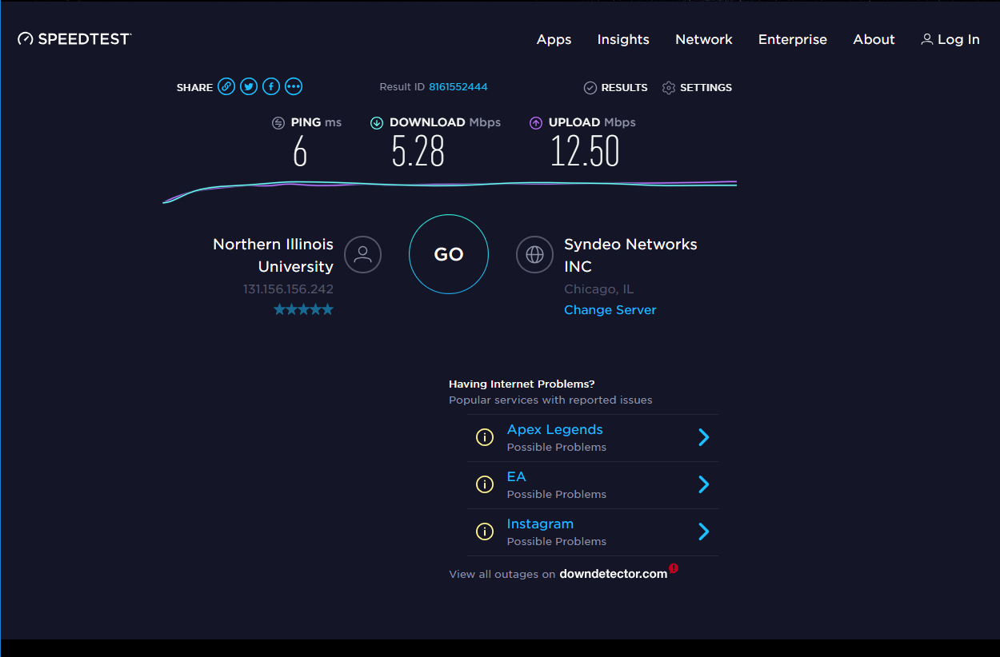 SPEEDTEST
Apps Insights Network Enterprise About Log In
SHARE Result ID 8161552444 RESULTS SETTINGS
PING ms DOWNLOAD Mbps UPLOAD Mbps
6 5.28 12.50
Northern Illinois
University
131.156.156.242
GO
Syndeo Networks
INC
Chicago, IL
Change Server
Having Internet Problems?
Popular services with reported issues
Apex Legends
Possible Problems
EA
Possible Problems
Instagram
Possible Problems
View all outages on downdetector.com